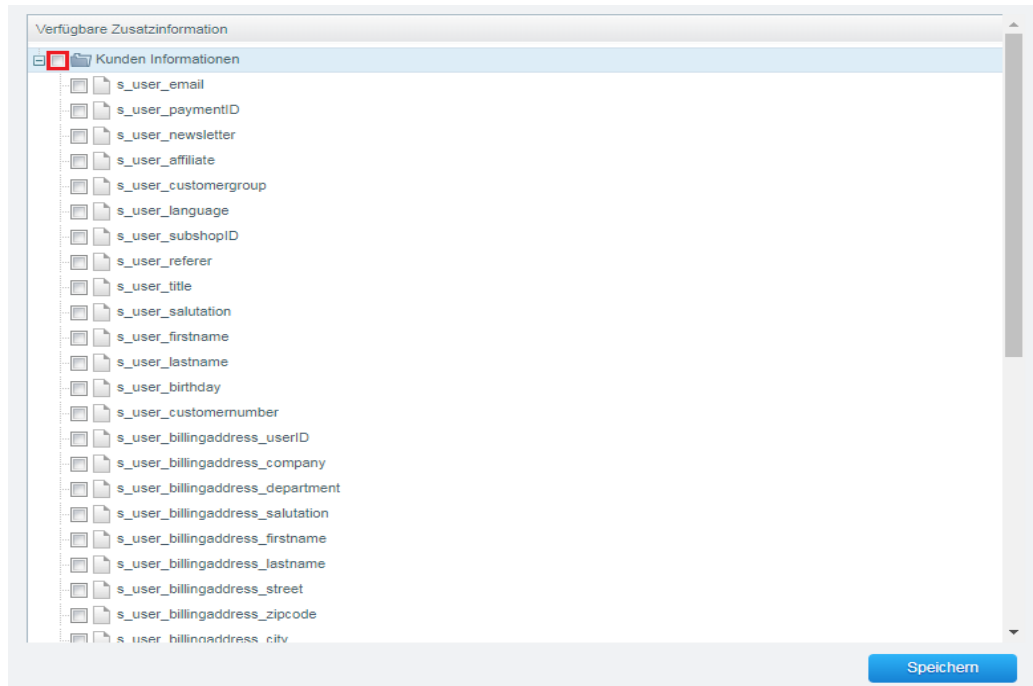 Verfügbare Zusatzinformation
Kunden Informationen
s_user_email
s_user_paymentID
s_user_newsletter
s_user_affiliate
s_user_customergroup
s_user_language
s_user_subshopID
s_user_referer
s_user_title
s_user_salutation
s_user_firstname
s_user_lastname
s_user_birthday
s_user_customernumber
s_user_billingaddress_userID
s_user_billingaddress_company
s_user_billingaddress_department
s_user_billingaddress_salutation
s_user_billingaddress_firstname
s_user_billingaddress_lastname
s_user_billingaddress_street
s_user_billingaddress_zipcode
s_user_billingaddress_city
Speichern